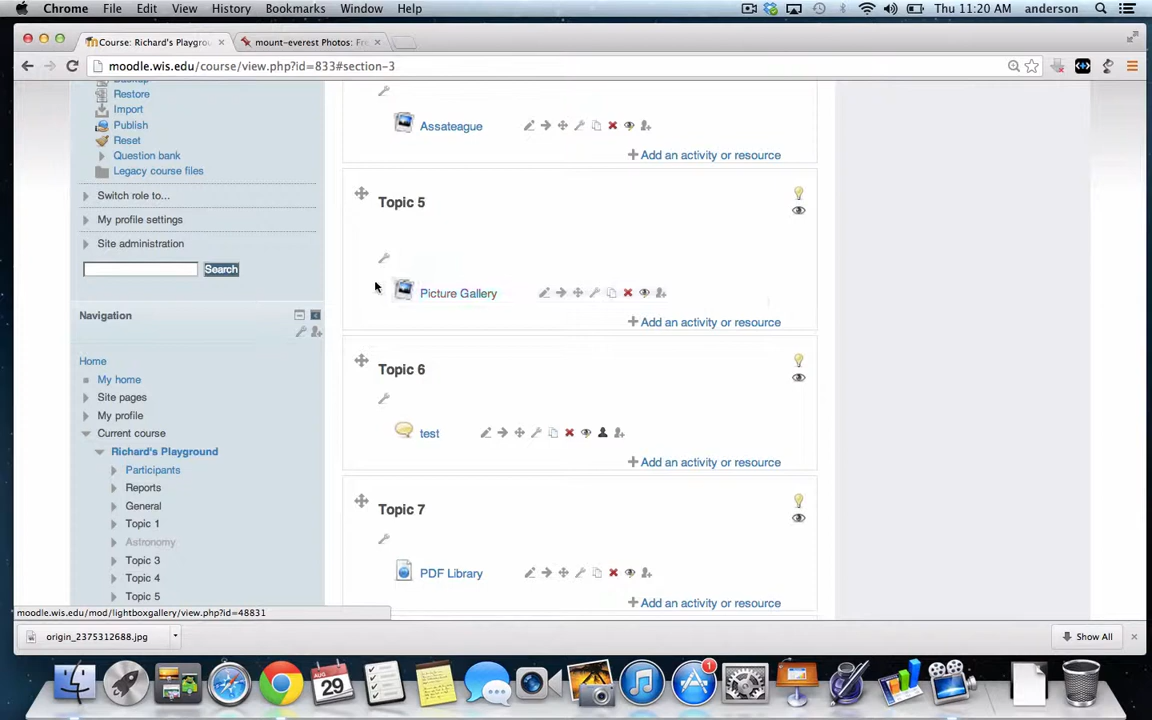 Chrome File Edit View History Bookmarks Window Help Thu 11:20 AM anderson
Course: Richard's Playgrou × mount-everest Photos: Fre ×
moodle.wis.edu/course/view.php?id=833#section-3
Restore
Import
Publish
Reset
Question bank
Legacy course files
Switch role to...
My profile settings
Site administration
Search
Navigation
Home
My home
Site pages
My profile
Current course
Richard's Playground
Participants
Reports
General
Topic 1
Astronomy
Topic 3
Topic 4
Topic 5
Assateague
Add an activity or resource
Topic 5
Picture Gallery
Add an activity or resource
Topic 6
test
Add an activity or resource
Topic 7
PDF Library
Add an activity or resource
moodle.wis.edu/mod/lightboxgallery/view.php?id=48831
origin_2375312688.jpg
Show All
29
1